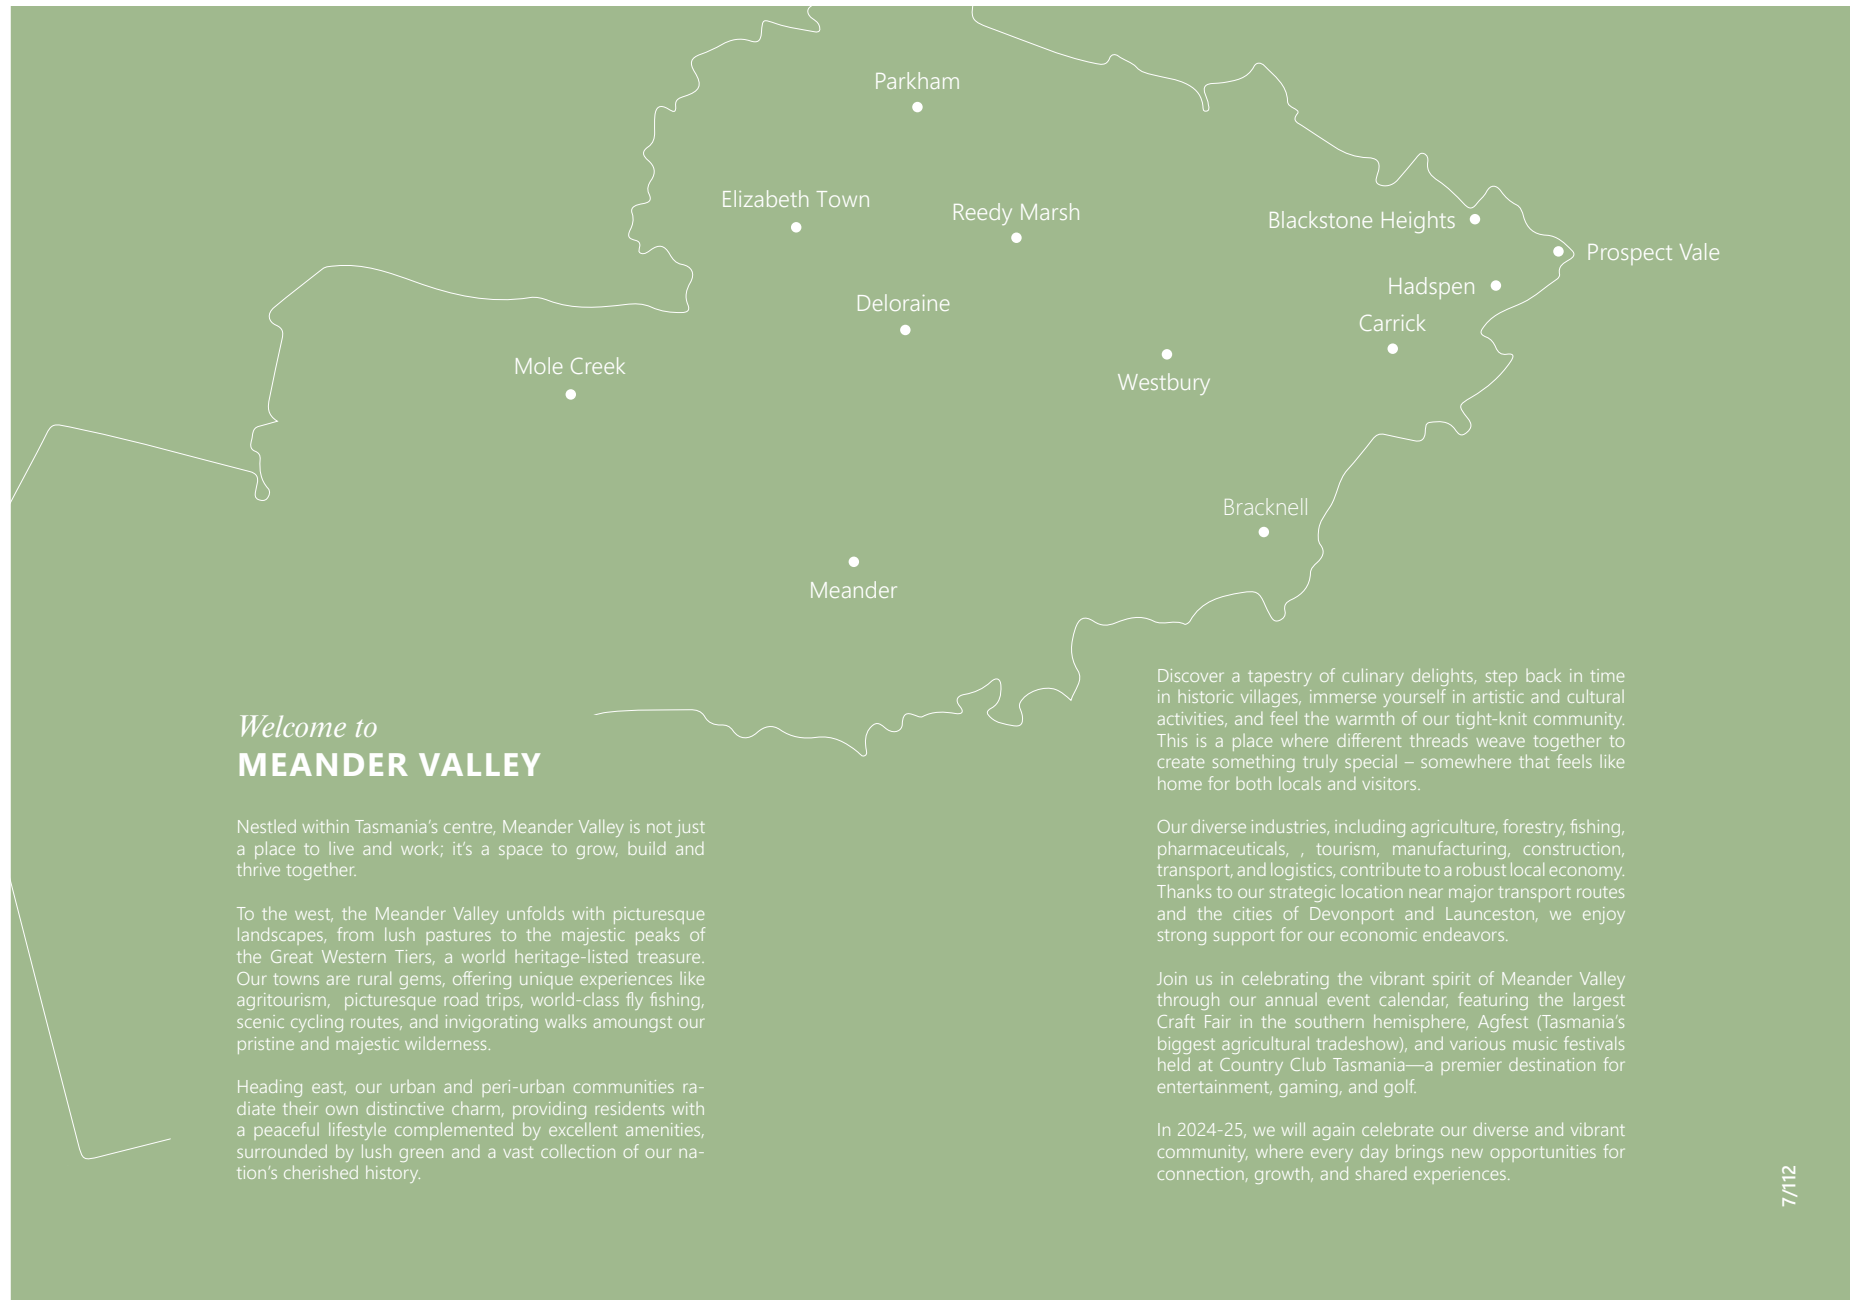 Parkham
Elizabeth Town
Reedy Marsh
Blackstone Heights
Prospect Vale
Hadspen
Deloraine
Carrick
Mole Creek
Westbury
Bracknell
Meander
Welcome to
MEANDER VALLEY
Nestled within Tasmania’s centre, Meander Valley is not just
a place to live and work; it’s a space to grow, build and
thrive together.
To the west, the Meander Valley unfolds with picturesque
landscapes, from lush pastures to the majestic peaks of
the Great Western Tiers, a world heritage-listed treasure.
Our towns are rural gems, offering unique experiences like
agritourism, picturesque road trips, world-class fly fishing,
scenic cycling routes, and invigorating walks amoungst our
pristine and majestic wilderness.
Heading east, our urban and peri-urban communities ra-
diate their own distinctive charm, providing residents with
a peaceful lifestyle complemented by excellent amenities,
surrounded by lush green and a vast collection of our na-
tion’s cherished history.
Discover a tapestry of culinary delights, step back in time
in historic villages, immerse yourself in artistic and cultural
activities, and feel the warmth of our tight-knit community.
This is a place where different threads weave together to
create something truly special – somewhere that feels like
home for both locals and visitors.
Our diverse industries, including agriculture, forestry, fishing,
pharmaceuticals, , tourism, manufacturing, construction,
transport, and logistics, contribute to a robust local economy.
Thanks to our strategic location near major transport routes
and the cities of Devonport and Launceston, we enjoy
strong support for our economic endeavors.
Join us in celebrating the vibrant spirit of Meander Valley
through our annual event calendar, featuring the largest
Craft Fair in the southern hemisphere, Agfest (Tasmania’s
biggest agricultural tradeshow), and various music festivals
held at Country Club Tasmania—a premier destination for
entertainment, gaming, and golf.
In 2024-25, we will again celebrate our diverse and vibrant
community, where every day brings new opportunities for
connection, growth, and shared experiences.
7/112